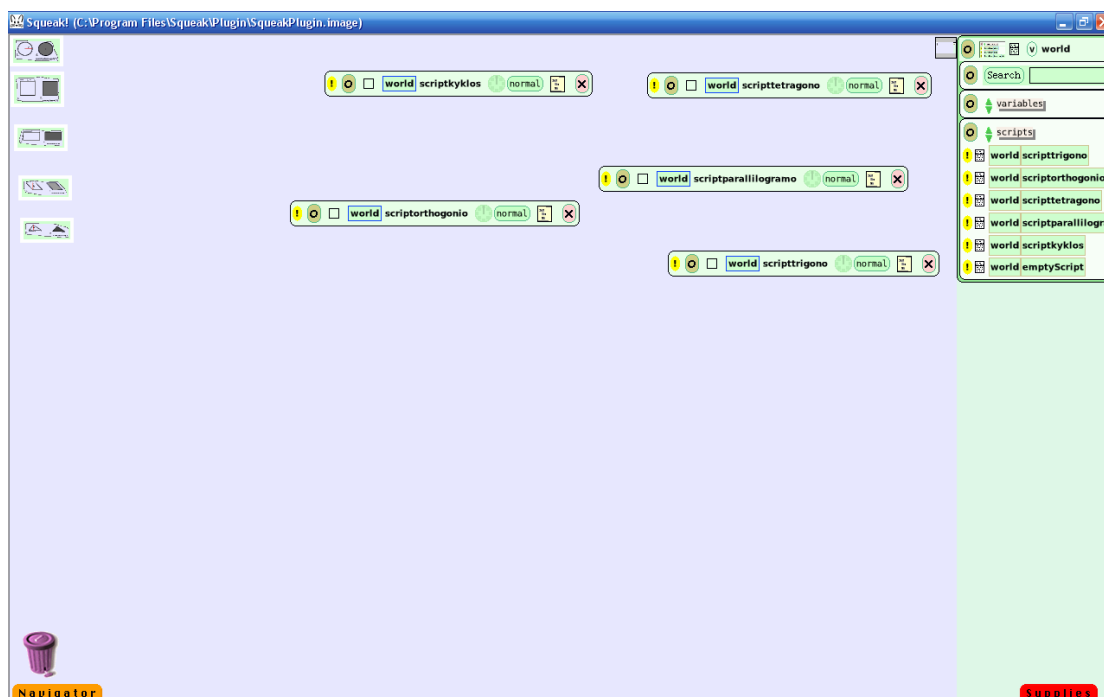 Squeak! (C:\Program Files\Squeak\Plugin\SqueakPlugin.image)
v world
Search
variables
scripts
! world scripttrigono
! world scriptorthogonio
! world scripttetragono
! world scriptparallilogr
! world scriptkyklos
! world emptyScript
! world scriptkyklos normal
! world scripttetragono normal
! world scriptparallilogramo normal
! world scriptorthogonio normal
! world scripttrigono normal
Navigator
Supplies